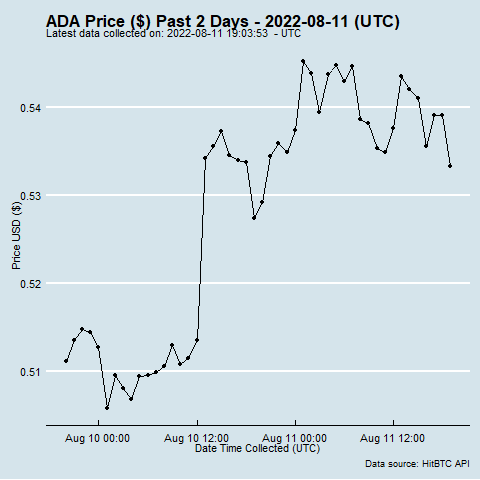 ADA Price ($) Past 2 Days - 2022-08-11 (UTC)
Latest data collected on: 2022-08-11 19:03:53  - UTC
0.54
0.53
0.52
0.51
Price USD ($)
Aug 10 00:00 Aug 10 12:00 Aug 11 00:00 Aug 11 12:00
Date Time Collected (UTC)
Data source: HitBTC API